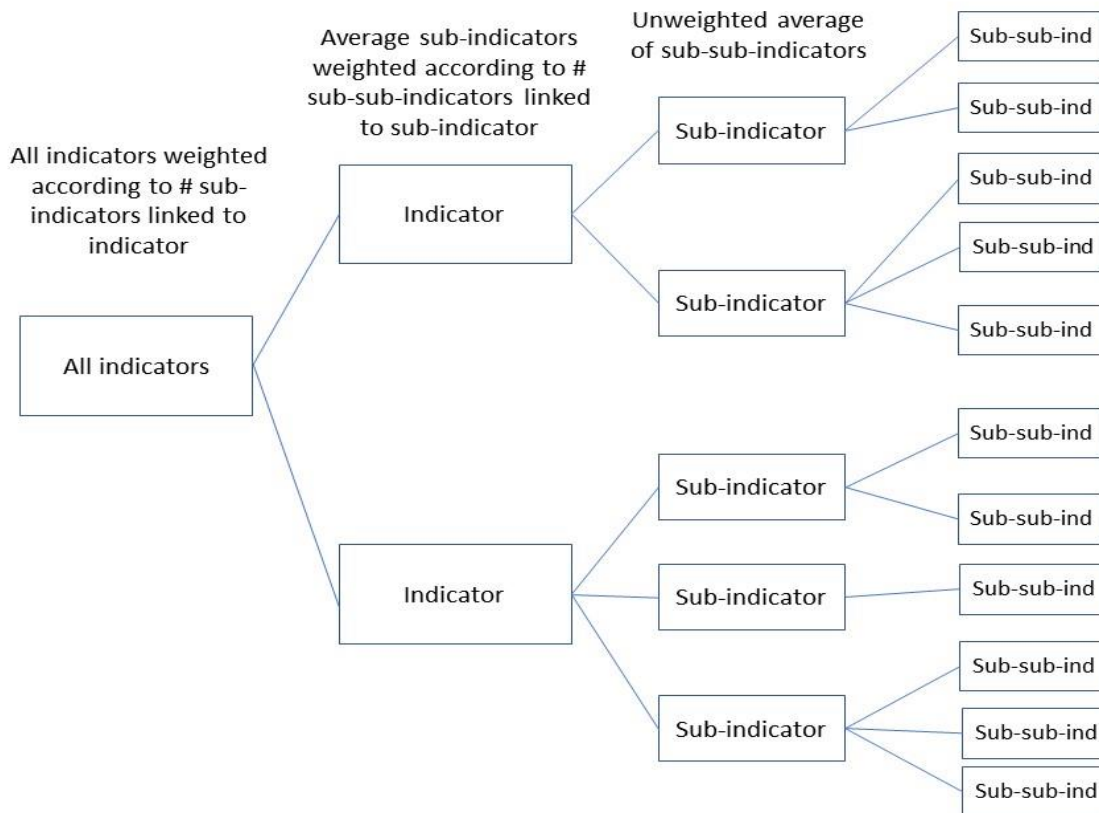 All indicators weighted
according to # sub-
indicators linked to
indicator
All indicators
Average sub-indicators
weighted according to #
sub-sub-indicators linked
to sub-indicator
Indicator
Indicator
Unweighted average
of sub-sub-indicators
Sub-indicator
Sub-indicator
Sub-indicator
Sub-indicator
Sub-indicator
Sub-sub-ind
Sub-sub-ind
Sub-sub-ind
Sub-sub-ind
Sub-sub-ind
Sub-sub-ind
Sub-sub-ind
Sub-sub-ind
Sub-sub-ind
Sub-sub-ind
Sub-sub-ind